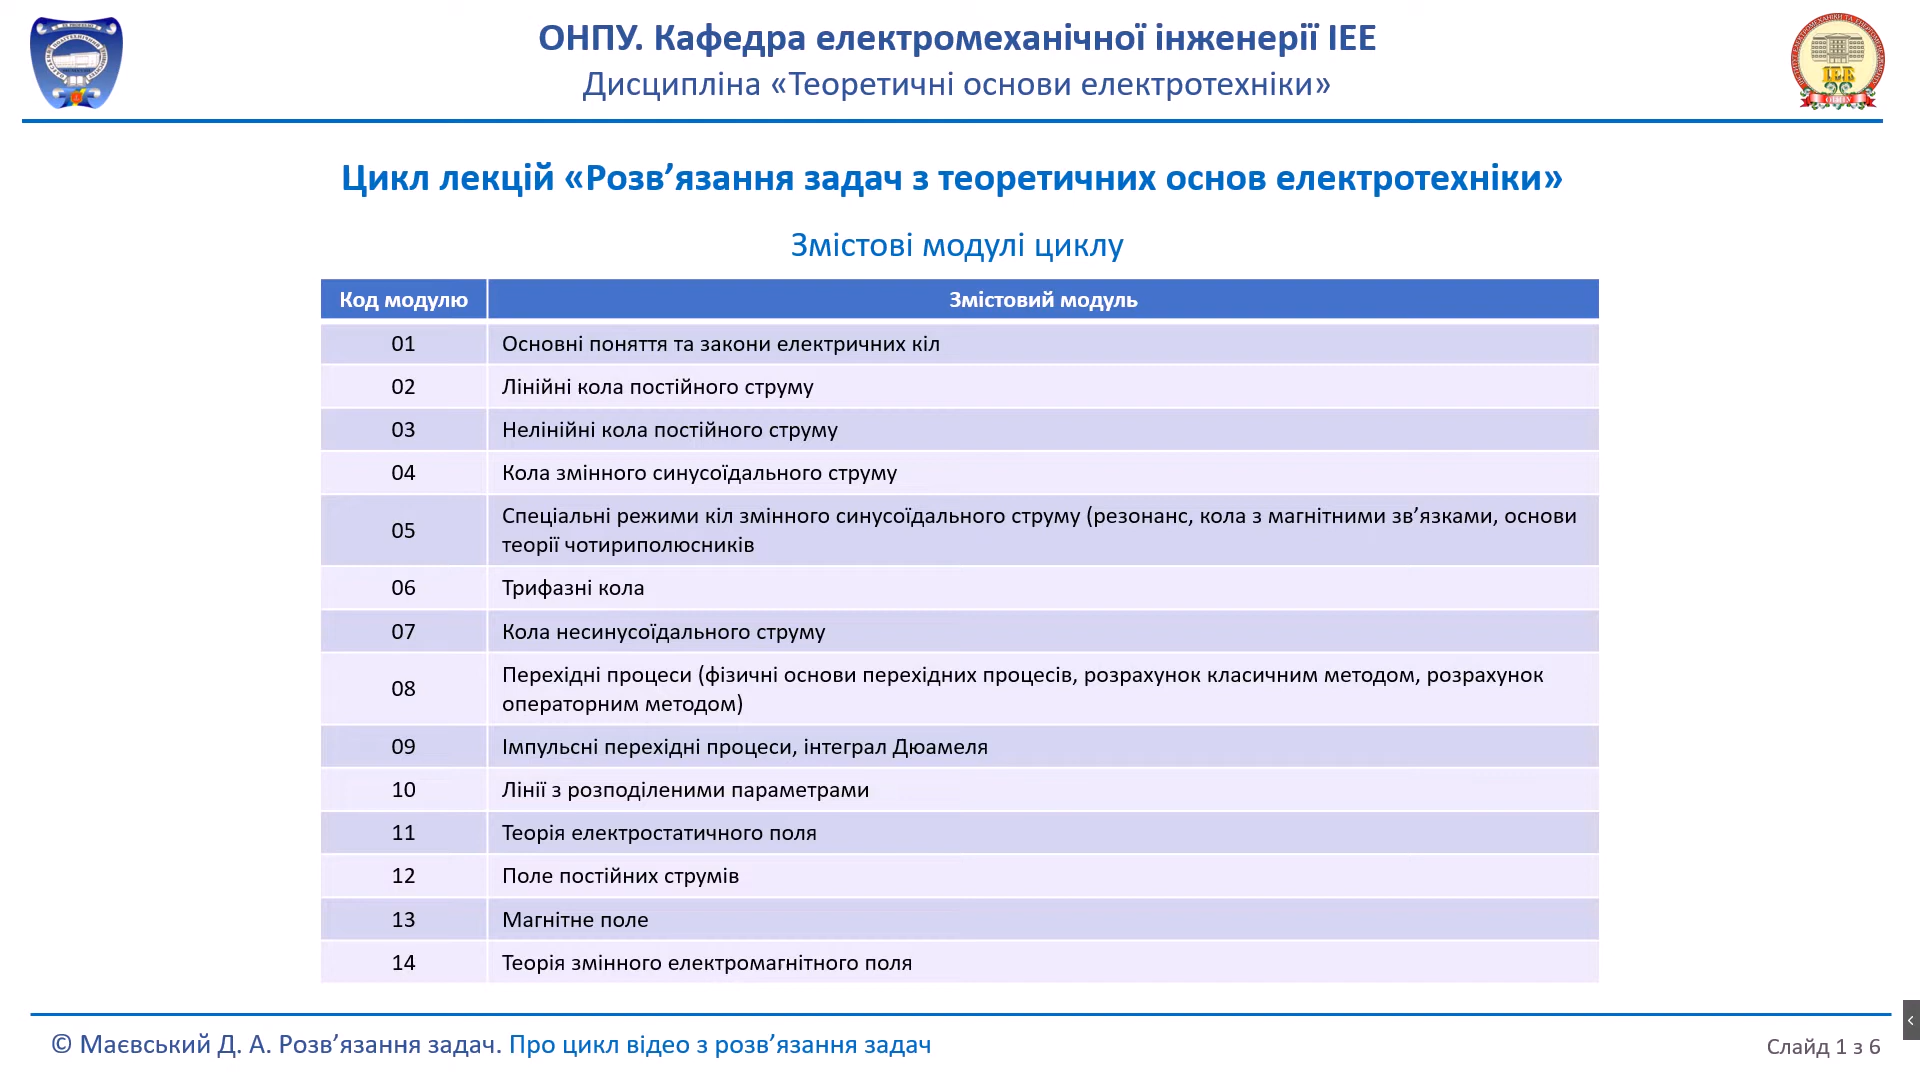 ОНПУ. Кафедра електромеханічної інженерії ІЕЕ
Дисципліна «Теоретичні основи електротехніки»
ІЕЕ
ОНПУ
Цикл лекцій «Розв’язання задач з теоретичних основ електротехніки»
Змістові модулі циклу
Код модулю Змістовий модуль
01 Основні поняття та закони електричних кіл
02 Лінійні кола постійного струму
03 Нелінійні кола постійного струму
04 Кола змінного синусоїдального струму
05 Спеціальні режими кіл змінного синусоїдального струму (резонанс, кола з магнітними зв’язками, основи
теорії чотириполюсників
06 Трифазні кола
07 Кола несинусоїдального струму
08 Перехідні процеси (фізичні основи перехідних процесів, розрахунок класичним методом, розрахунок
операторним методом)
09 Імпульсні перехідні процеси, інтеграл Дюамеля
10 Лінії з розподіленими параметрами
11 Теорія електростатичного поля
12 Поле постійних струмів
13 Магнітне поле
14 Теорія змінного електромагнітного поля
© Маєвський Д. А. Розв’язання задач. Про цикл відео з розв’язання задач
Слайд 1 з 6